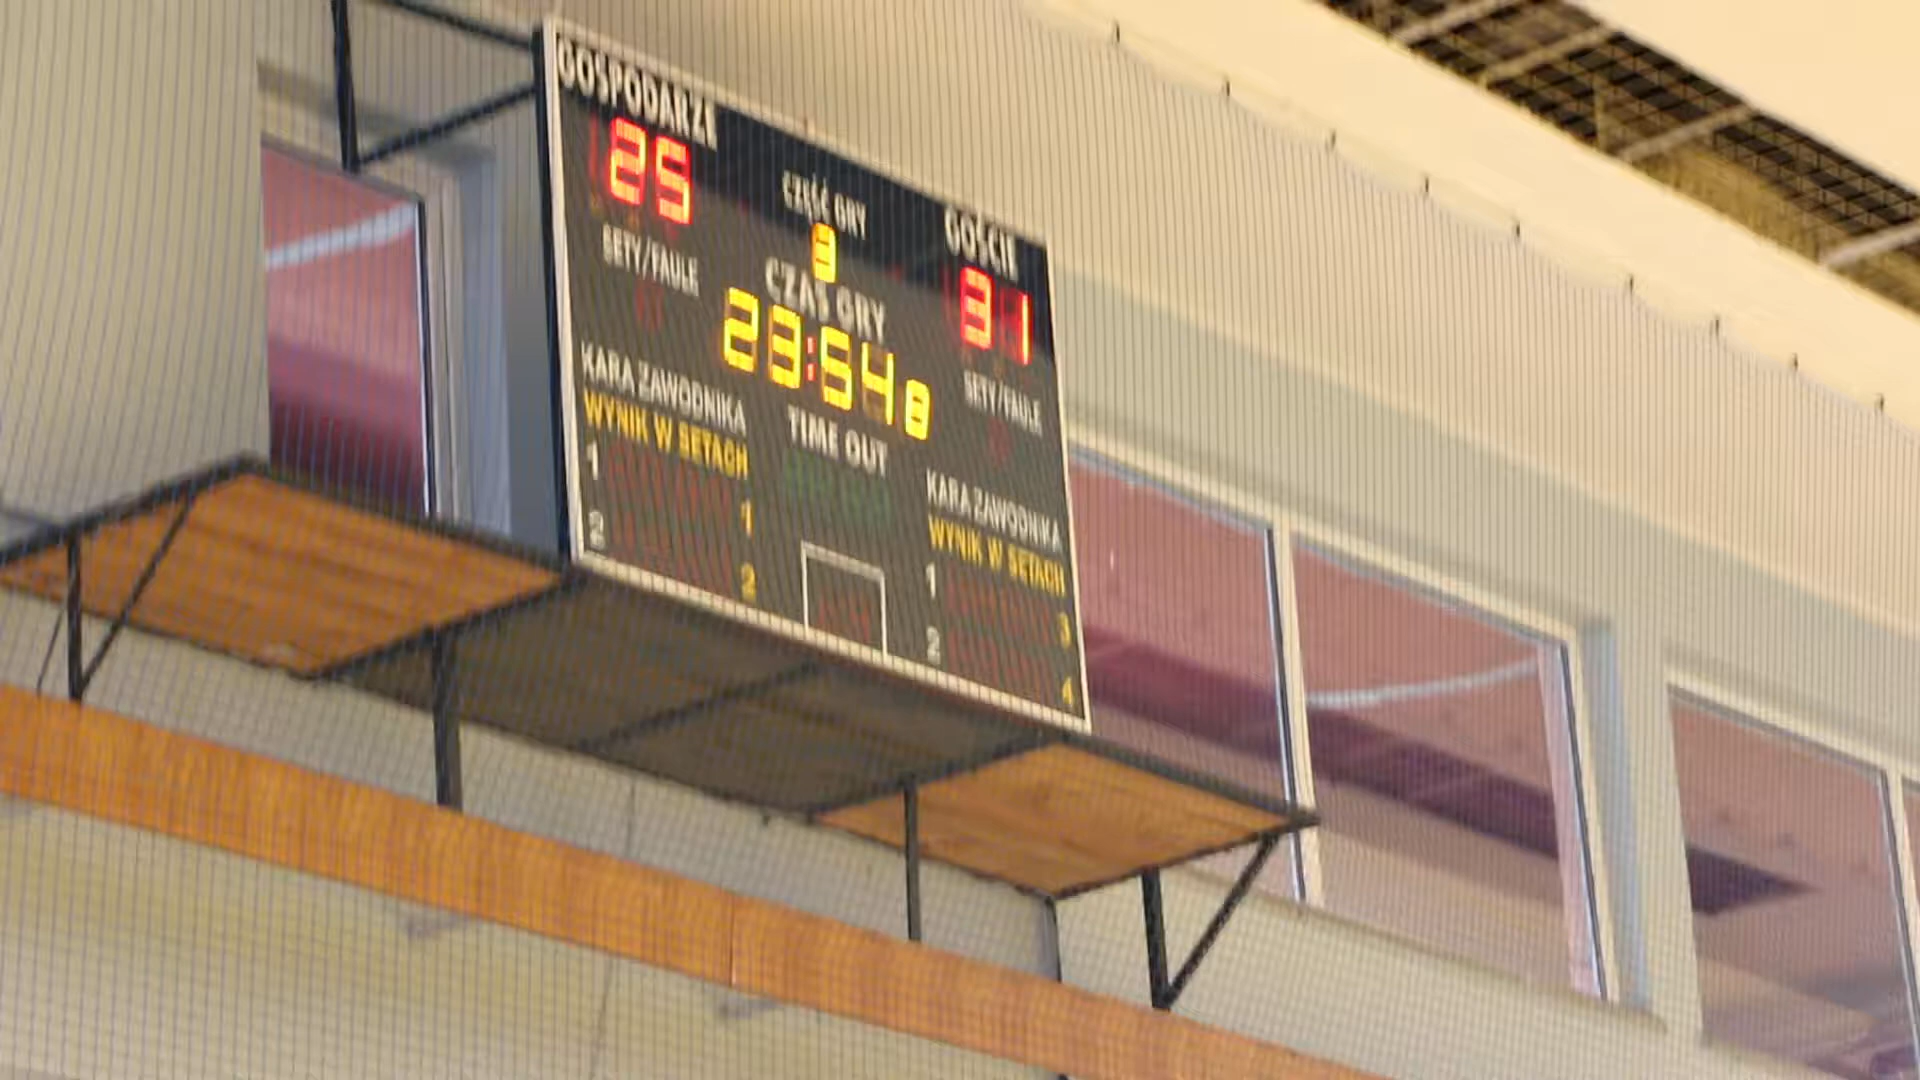 GOSPODARZE
25
CZĘŚĆ GRY
GOŚCIE
31
SETY/FAULE
CZAS GRY
23:54 8
SETY/FAULE
KARA ZAWODNIKA
WYNIK W SETACH
TIME OUT
1
1
2
2
KARA ZAWODNIKA
WYNIK W SETACH
1
3
2
4